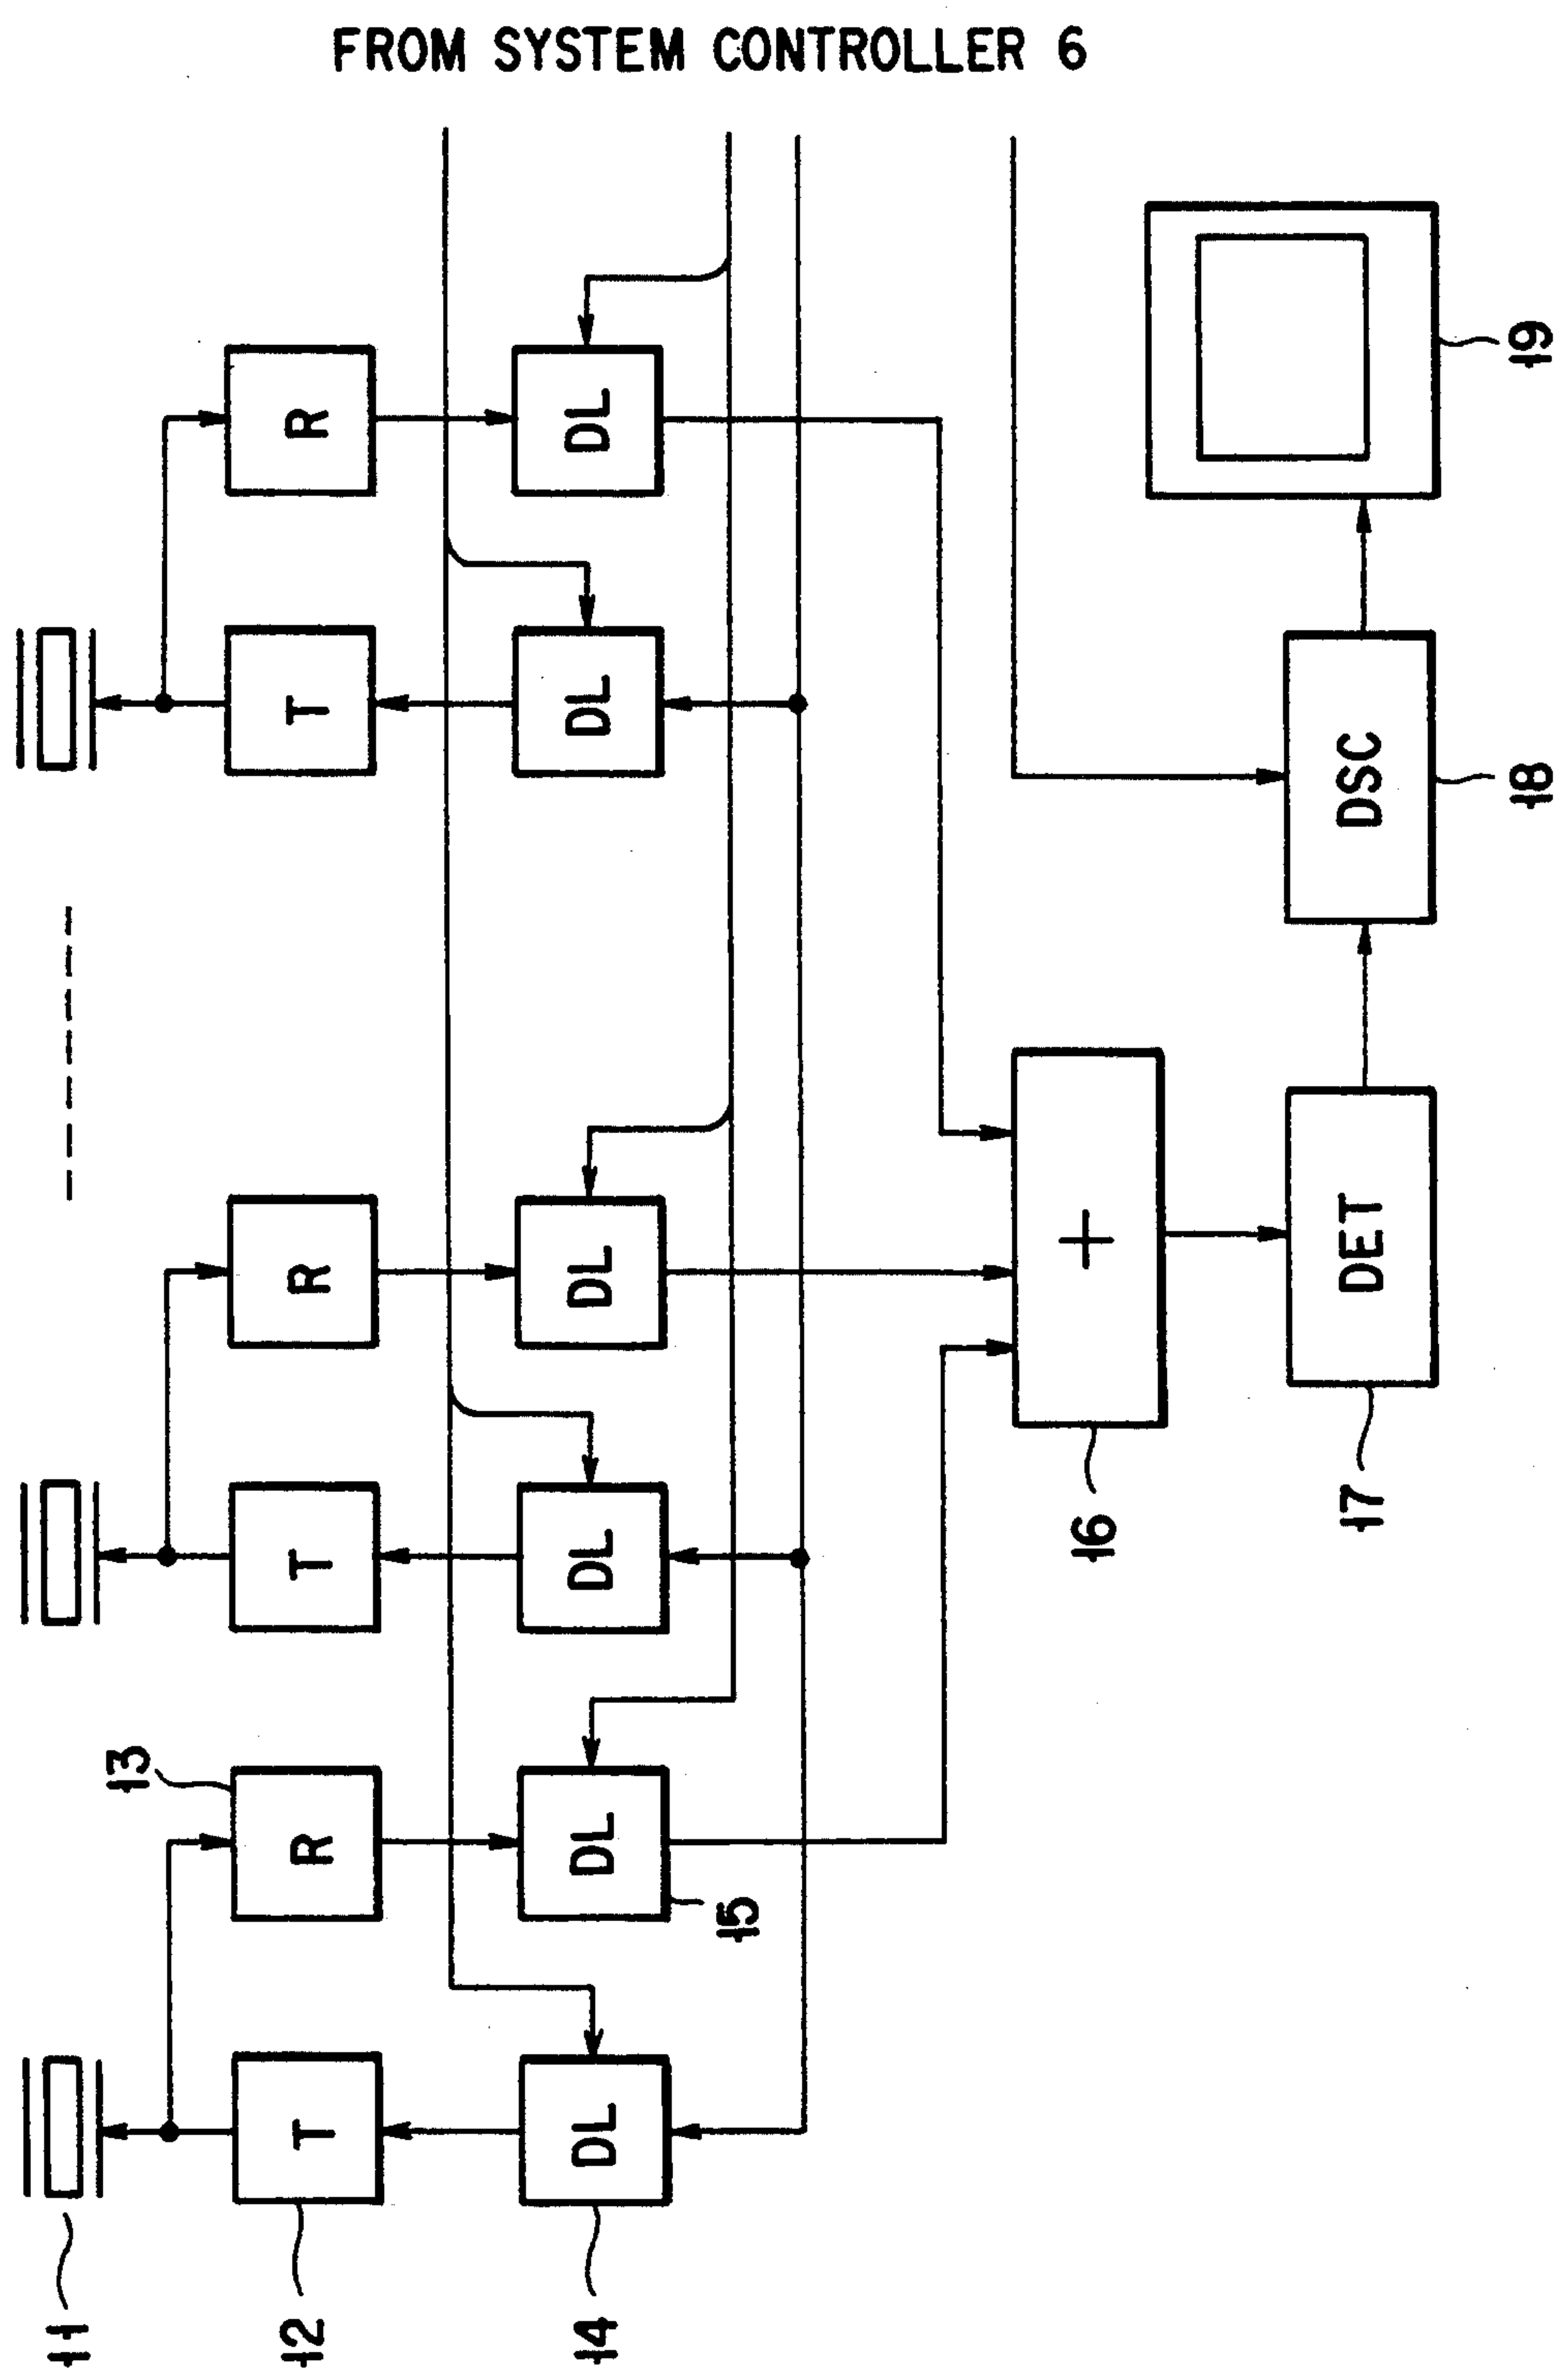 FROM SYSTEM CONTROLLER 6
11
12
T
R
13
T
R
T
R
14
DL
DL
15
DL
DL
DL
DL
16
+
17
DET
DSC
18
19